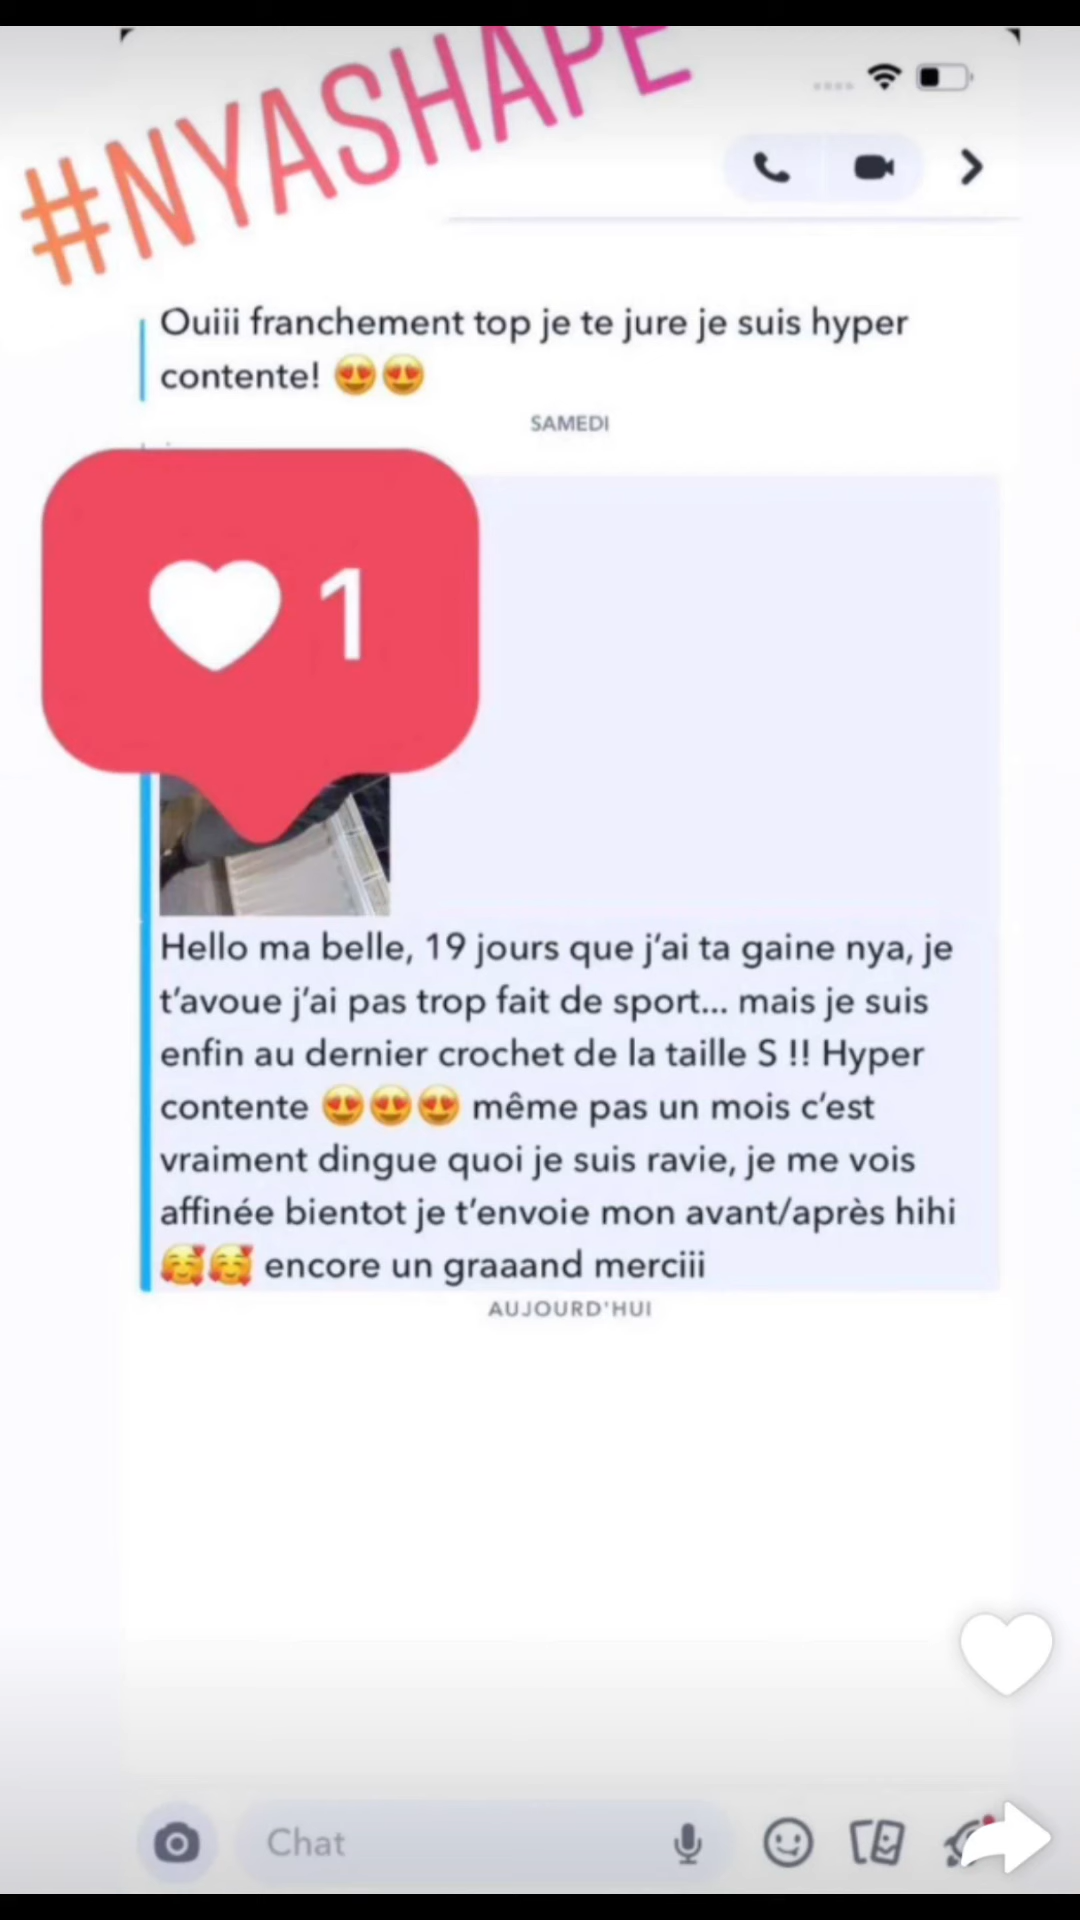 #NYASHAPE
Ouiii franchement top je te jure je suis hyper
contente! 😍😍
SAMEDI
1
Hello ma belle, 19 jours que j'ai ta gaine nya, je
t'avoue j'ai pas trop fait de sport... mais je suis
enfin au dernier crochet de la taille S !! Hyper
contente 😍😍😍 même pas un mois c'est
vraiment dingue quoi je suis ravie, je me vois
affinée bientot je t'envoie mon avant/après hihi
🥰🥰 encore un graaand merciii
AUJOURD'HUI
Chat